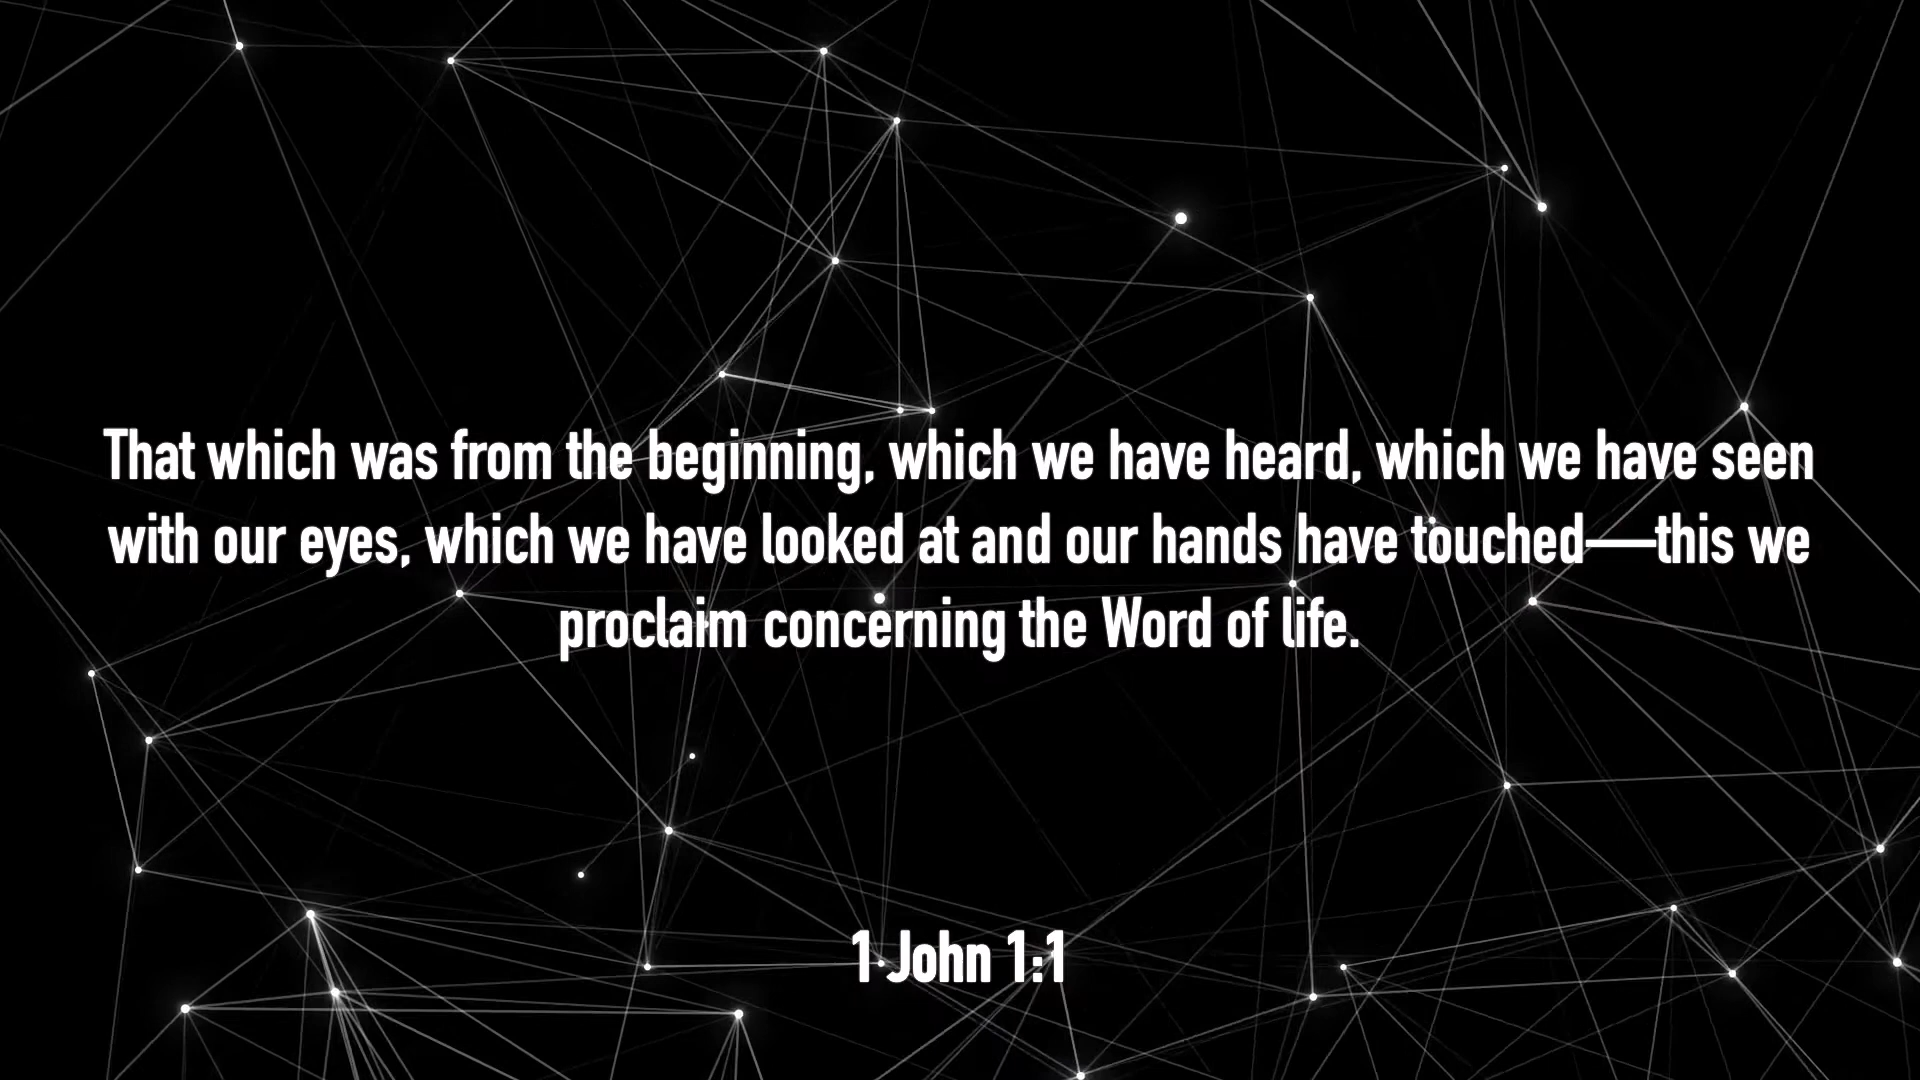 That which was from the beginning, which we have heard, which we have seen
with our eyes, which we have looked at and our hands have touched—this we
proclaim concerning the Word of life.
1 John 1:1